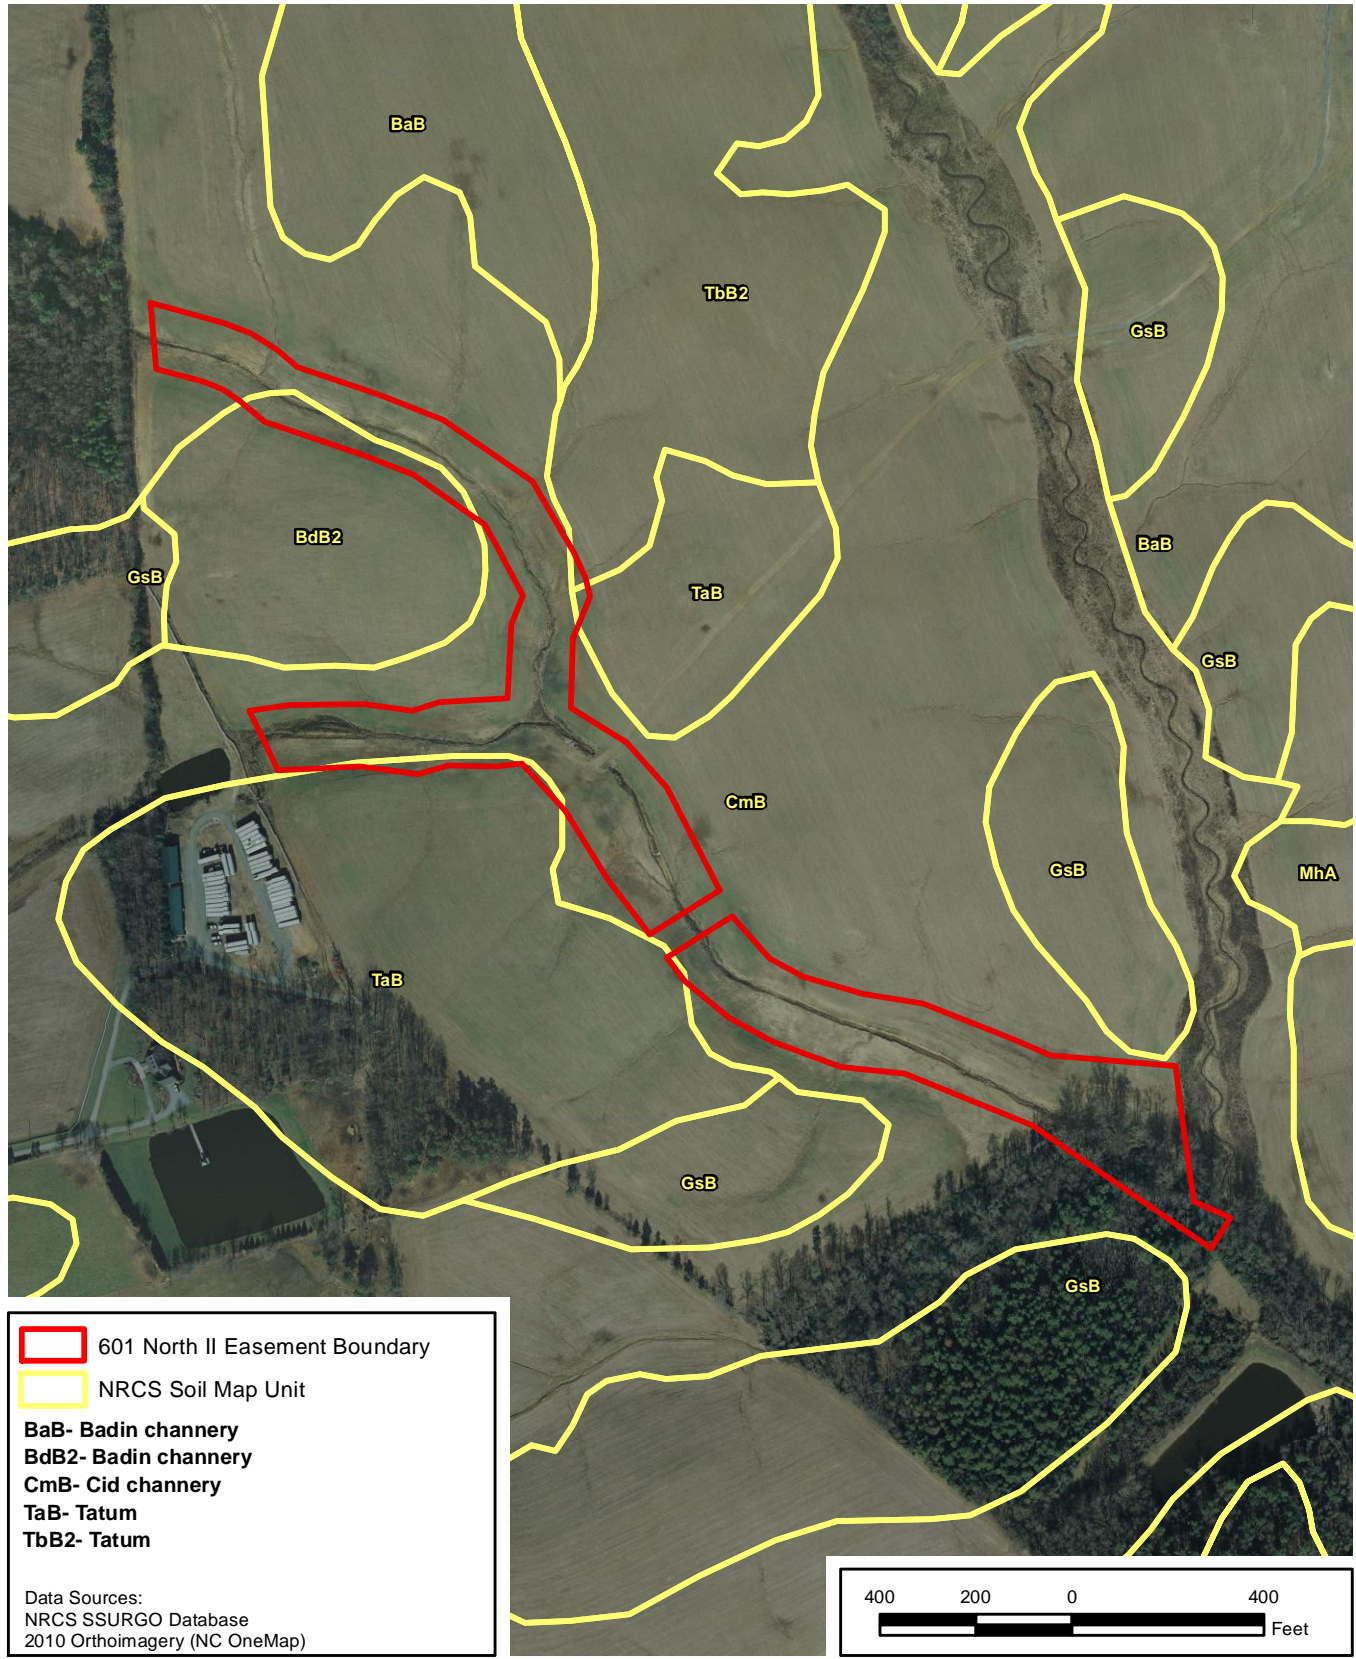 BaB
TbB2
GsB
BdB2
BaB
GsB
TaB
GsB
CmB
GsB
MhA
TaB
GsB
GsB
601 North II Easement Boundary
NRCS Soil Map Unit
BaB- Badin channery
BdB2- Badin channery
CmB- Cid channery
TaB- Tatum
TbB2- Tatum
Data Sources:
NRCS SSURGO Database
2010 Orthoimagery (NC OneMap)
400 200 0 400
Feet